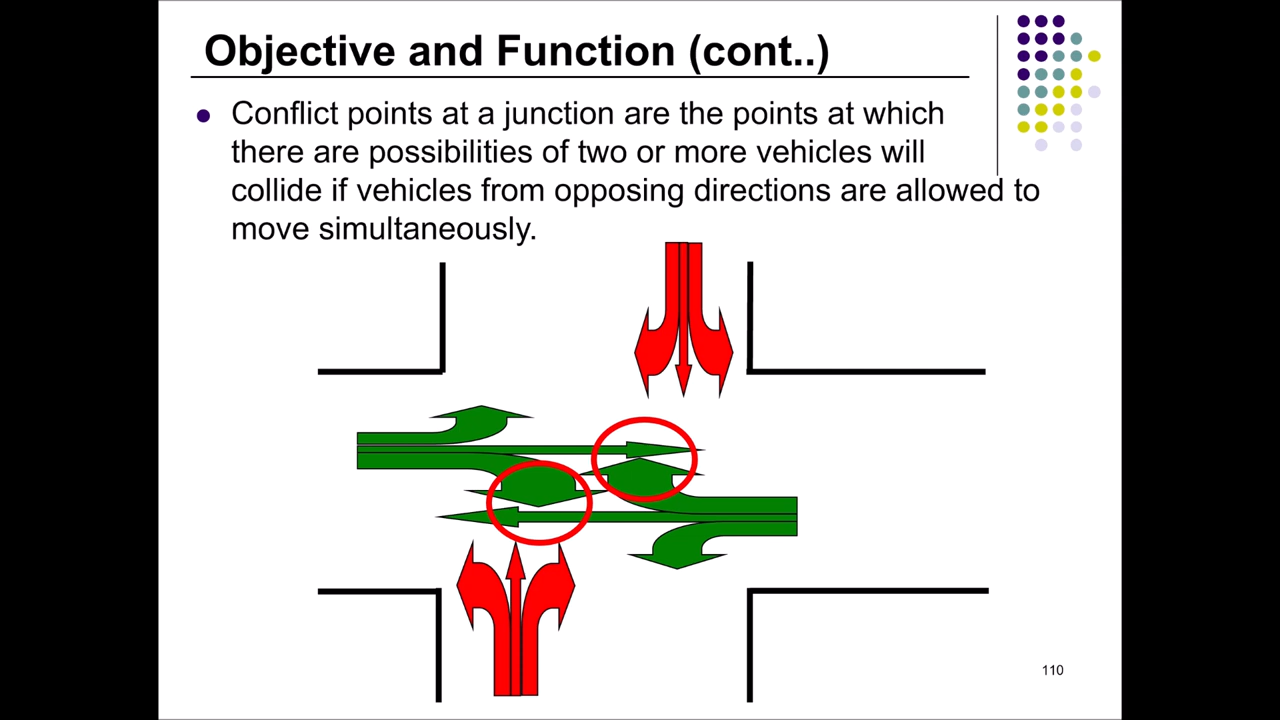 Objective and Function (cont..)
Conflict points at a junction are the points at which
there are possibilities of two or more vehicles will
collide if vehicles from opposing directions are allowed to
move simultaneously.
110